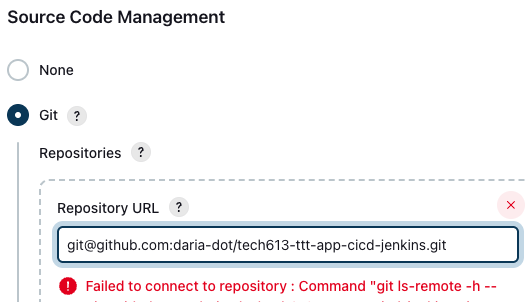 Source Code Management
None
Git ?
Repositories ?
Repository URL ?
git@github.com:daria-dot/tech613-ttt-app-cicd-jenkins.git
Failed to connect to repository : Command "git ls-remote -h --